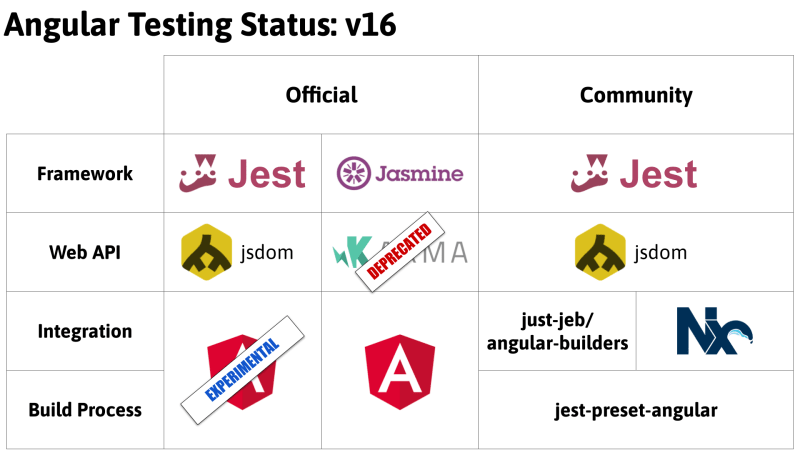 Angular Testing Status: v16
Official
Community
Framework
Jest
Jasmine
Jest
Web API
jsdom
KARMA
DEPRECATED
jsdom
Integration
EXPERIMENTAL
A
just-jeb/
angular-builders
Nx
Build Process
jest-preset-angular